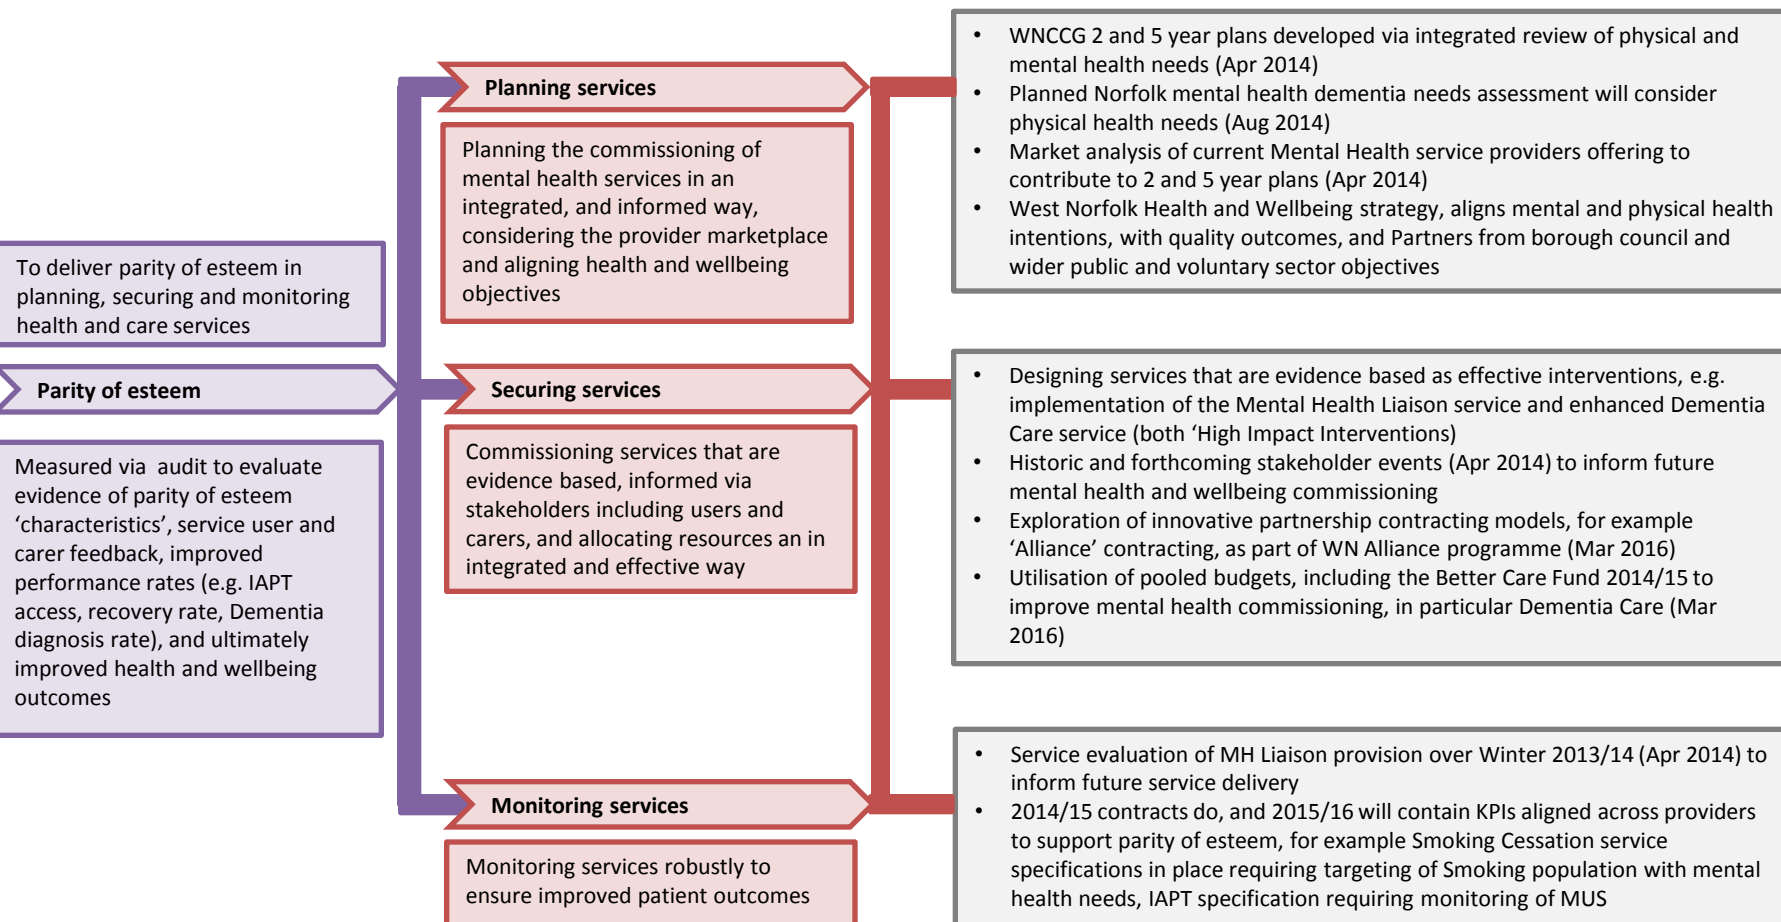 To deliver parity of esteem in
planning, securing and monitoring
health and care services
Parity of esteem
Measured via  audit to evaluate
evidence of parity of esteem
‘characteristics’, service user and
carer feedback, improved
performance rates (e.g. IAPT
access, recovery rate, Dementia
diagnosis rate), and ultimately
improved health and wellbeing
outcomes
Planning services
Planning the commissioning of
mental health services in an
integrated, and informed way,
considering the provider marketplace
and aligning health and wellbeing
objectives
Securing services
Commissioning services that are
evidence based, informed via
stakeholders including users and
carers, and allocating resources an in
integrated and effective way
Monitoring services
Monitoring services robustly to
ensure improved patient outcomes
• WNCCG 2 and 5 year plans developed via integrated review of physical and
mental health needs (Apr 2014)
• Planned Norfolk mental health dementia needs assessment will consider
physical health needs (Aug 2014)
• Market analysis of current Mental Health service providers offering to
contribute to 2 and 5 year plans (Apr 2014)
• West Norfolk Health and Wellbeing strategy, aligns mental and physical health
intentions, with quality outcomes, and Partners from borough council and
wider public and voluntary sector objectives
• Designing services that are evidence based as effective interventions, e.g.
implementation of the Mental Health Liaison service and enhanced Dementia
Care service (both ‘High Impact Interventions)
• Historic and forthcoming stakeholder events (Apr 2014) to inform future
mental health and wellbeing commissioning
• Exploration of innovative partnership contracting models, for example
‘Alliance’ contracting, as part of WN Alliance programme (Mar 2016)
• Utilisation of pooled budgets, including the Better Care Fund 2014/15 to
improve mental health commissioning, in particular Dementia Care (Mar
2016)
• Service evaluation of MH Liaison provision over Winter 2013/14 (Apr 2014) to
inform future service delivery
• 2014/15 contracts do, and 2015/16 will contain KPIs aligned across providers
to support parity of esteem, for example Smoking Cessation service
specifications in place requiring targeting of Smoking population with mental
health needs, IAPT specification requiring monitoring of MUS